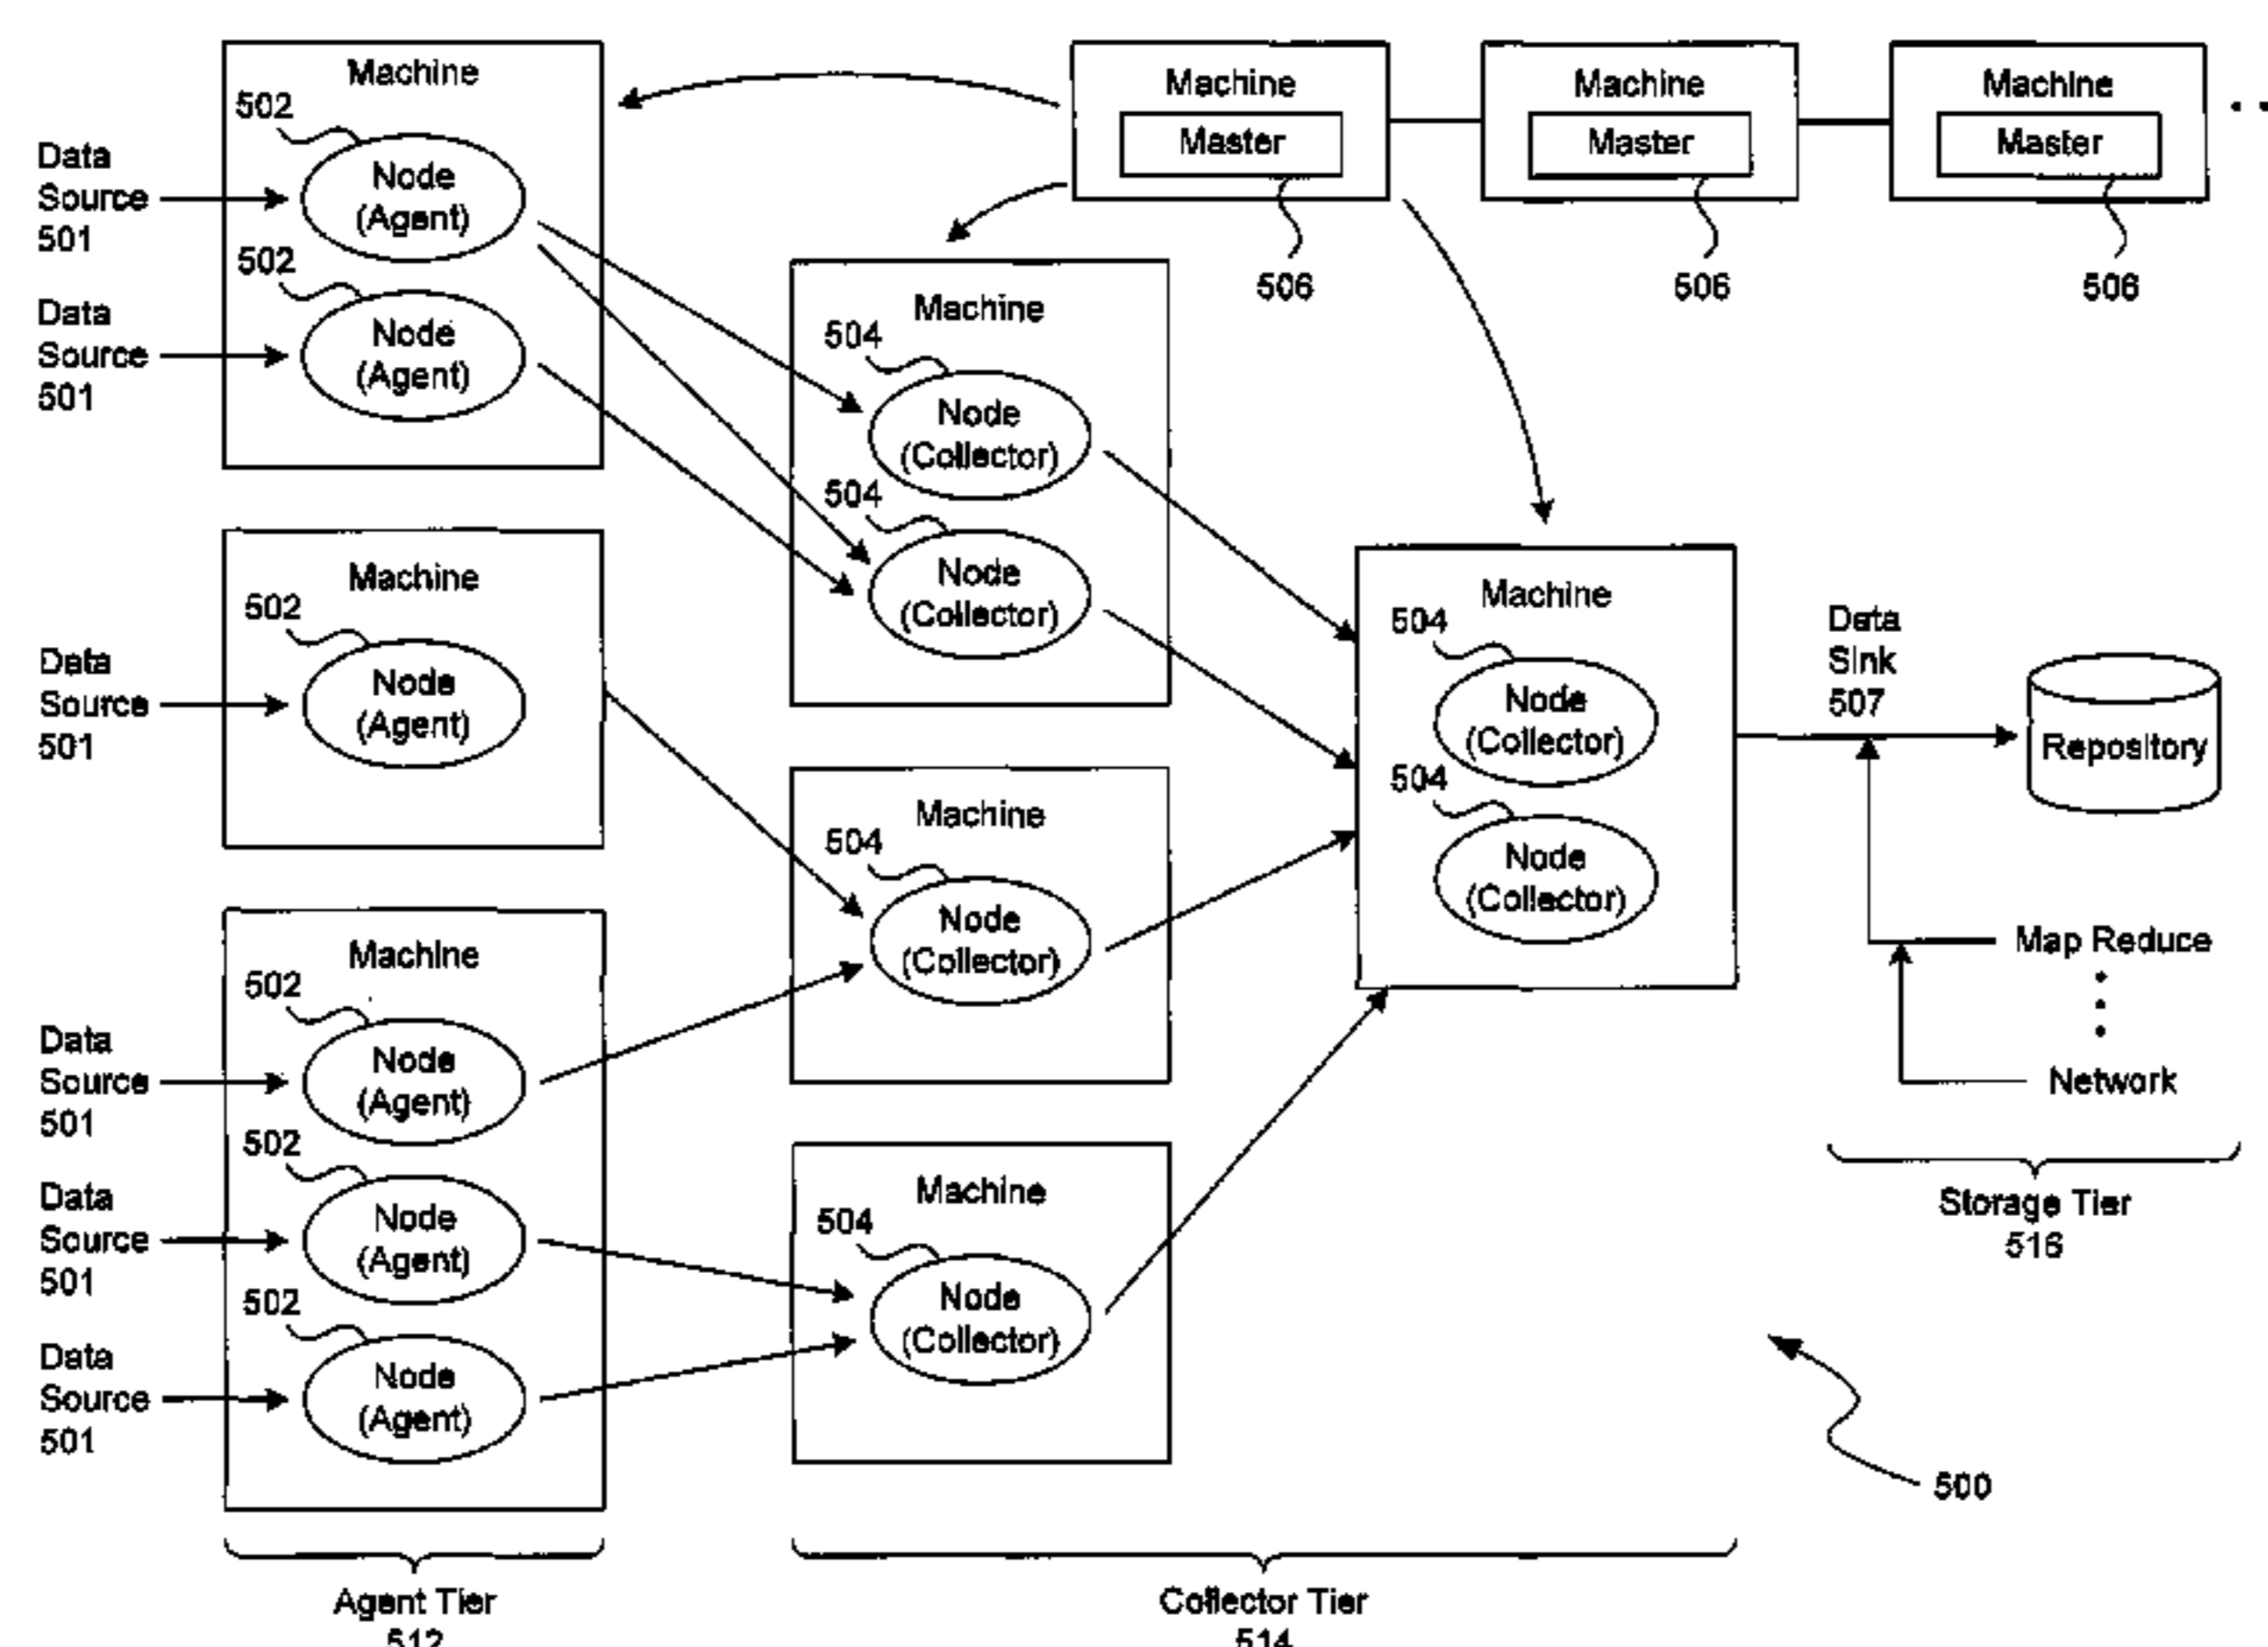 Machine
502
Data
Source
501
Node
(Agent)
502
Data
Source
501
Node
(Agent)
Machine
502
Data
Source
501
Node
(Agent)
Machine
502
Data
Source
501
Node
(Agent)
502
Data
Source
501
Node
(Agent)
502
Data
Source
501
Node
(Agent)
Agent Tier
512
Machine
504
Node
(Collector)
504
Node
(Collector)
Machine
504
Node
(Collector)
Machine
504
Node
(Collector)
Machine
504
Node
(Collector)
504
Node
(Collector)
Collector Tier
514
Machine
Master
506
Machine
Master
506
Machine
Master
506
Data
Sink
507
Repository
Map Reduce
Network
Storage Tier
516
500